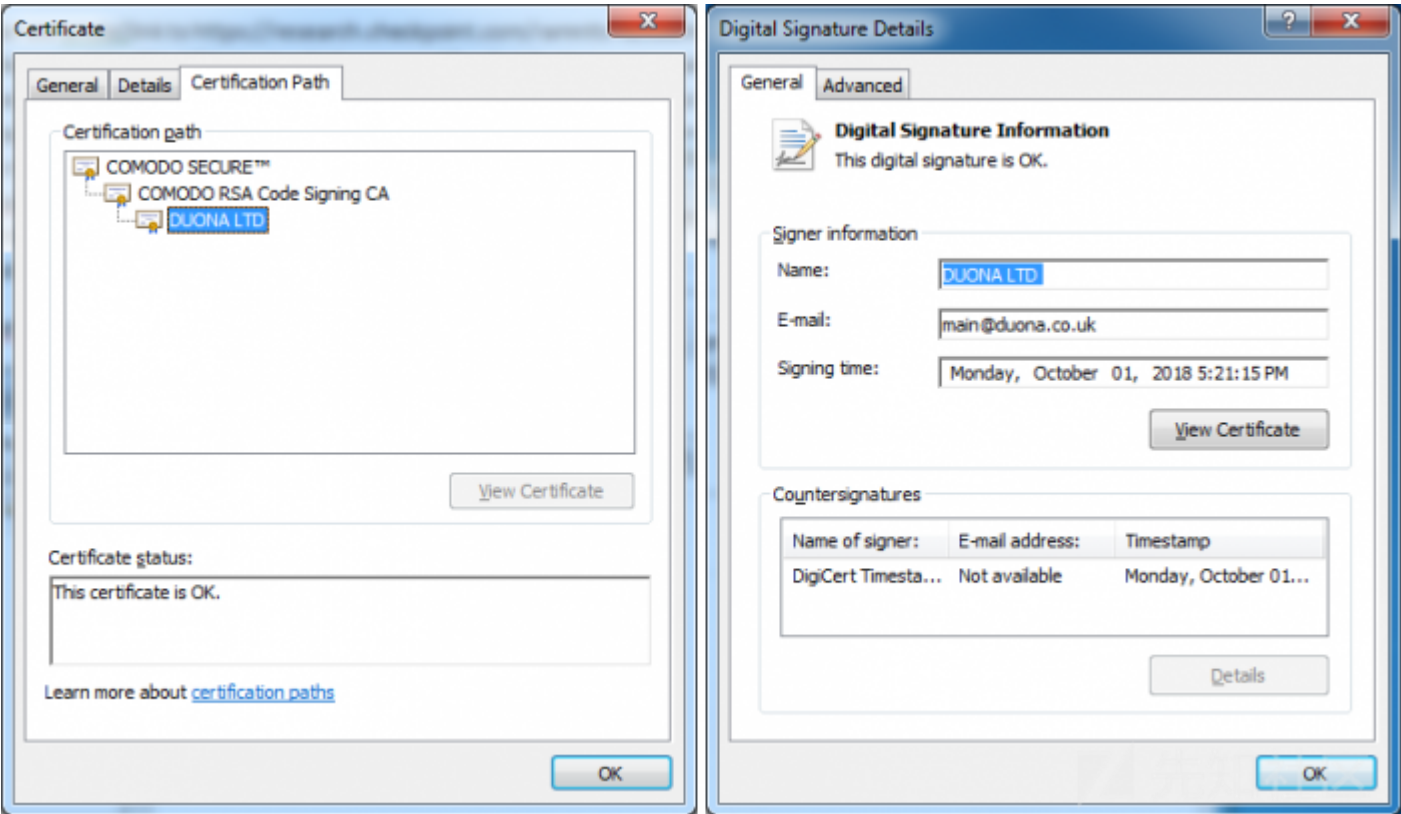 Certificate
General Details Certification Path
Certification path
COMODO SECURE™
COMODO RSA Code Signing CA
DUONA LTD
View Certificate
Certificate status:
This certificate is OK.
Learn more about certification paths
OK
Digital Signature Details
General Advanced
Digital Signature Information
This digital signature is OK.
Signer information
Name: DUONA LTD
E-mail: main@duona.co.uk
Signing time: Monday, October 01, 2018 5:21:15 PM
View Certificate
Countersignatures
Name of signer: E-mail address: Timestamp
DigiCert Timesta... Not available Monday, October 01...
Details
OK